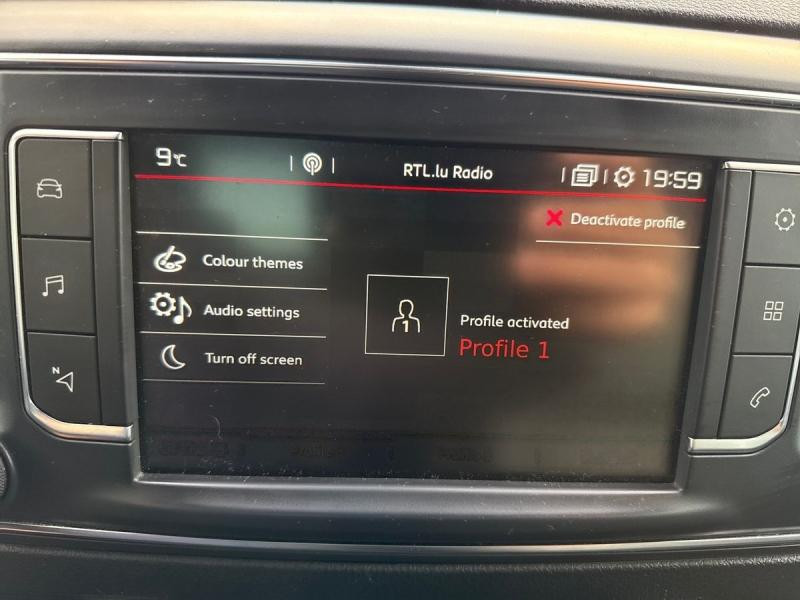 9°C
RTL.lu Radio
19:59
Deactivate profile
Colour themes
Audio settings
Turn off screen
1
Profile activated
Profile 1
N